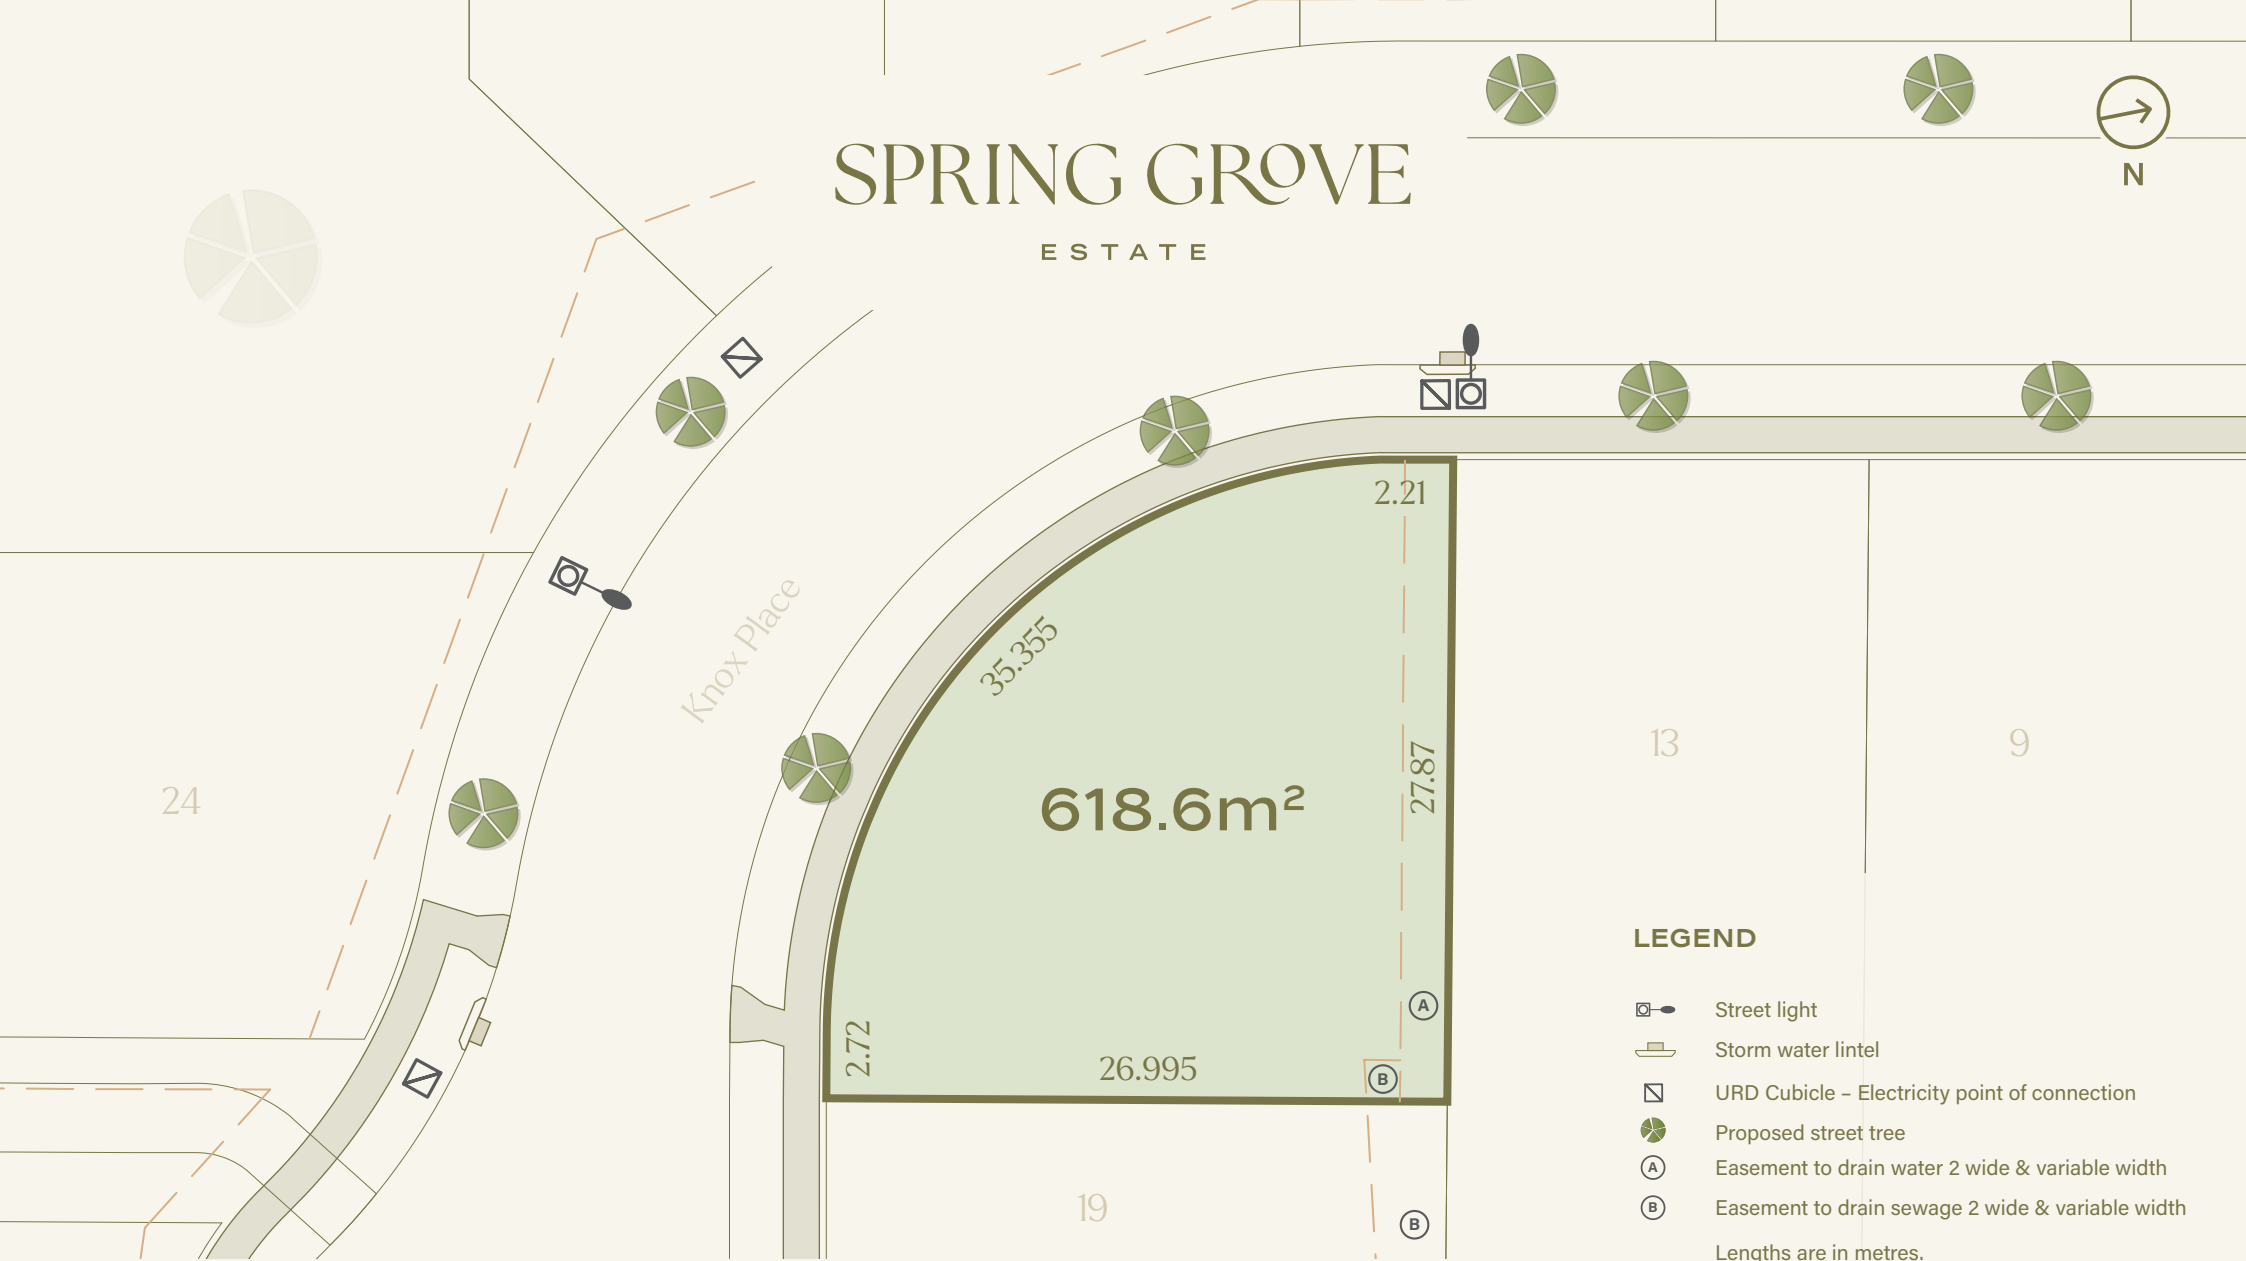 SPRING GROVE
ESTATE
N
2.21
35.355
Knox Place
27.87
618.6m²
13
9
24
A
2.72
26.995
B
19
B
LEGEND
Street light
Storm water lintel
URD Cubicle – Electricity point of connection
Proposed street tree
A Easement to drain water 2 wide & variable width
B Easement to drain sewage 2 wide & variable width
Lengths are in metres.